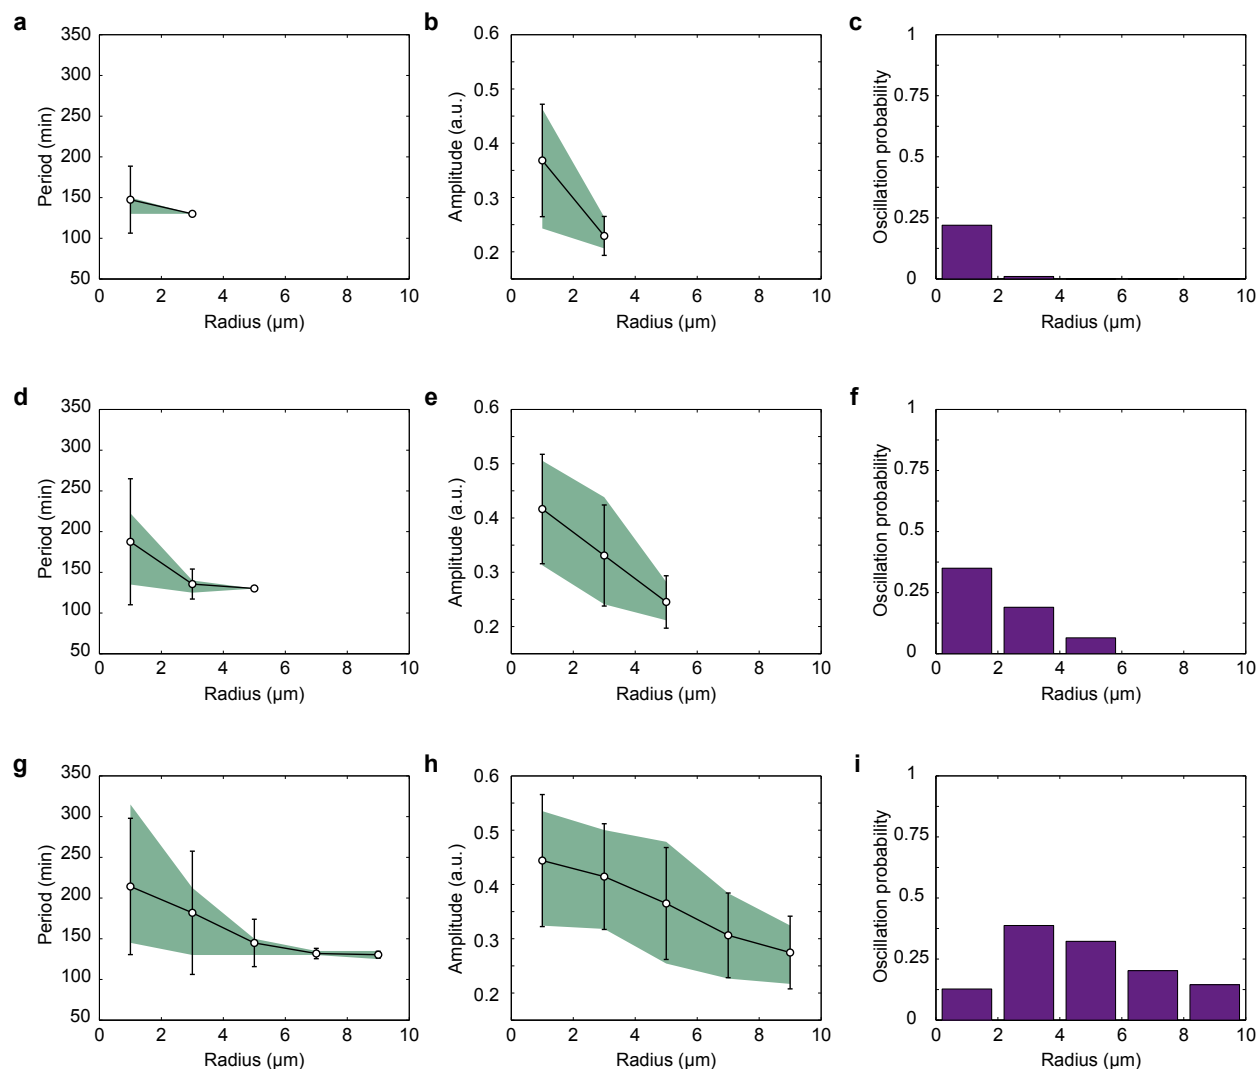 a
350
300
250
200
150
100
50
0 2 4 6 8 10
Period (min)
Radius (µm)
b
0.6
0.5
0.4
0.3
0.2
0 2 4 6 8 10
Amplitude (a.u.)
Radius (µm)
c
1
0.75
0.5
0.25
0
0 2 4 6 8 10
Oscillation probability
Radius (µm)
d
350
300
250
200
150
100
50
0 2 4 6 8 10
Period (min)
Radius (µm)
e
0.6
0.5
0.4
0.3
0.2
0 2 4 6 8 10
Amplitude (a.u.)
Radius (µm)
f
1
0.75
0.5
0.25
0
0 2 4 6 8 10
Oscillation probability
Radius (µm)
g
350
300
250
200
150
100
50
0 2 4 6 8 10
Period (min)
Radius (µm)
h
0.6
0.5
0.4
0.3
0.2
0 2 4 6 8 10
Amplitude (a.u.)
Radius (µm)
i
1
0.75
0.5
0.25
0
0 2 4 6 8 10
Oscillation probability
Radius (µm)